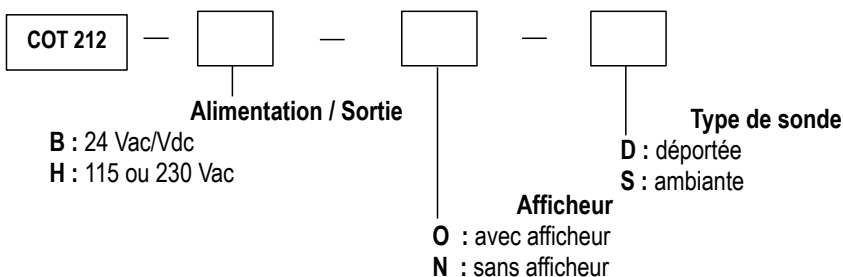 COT 212 — — —
Alimentation / Sortie
B : 24 Vac/Vdc
H : 115 ou 230 Vac
Type de sonde
D : déportée
S : ambiante
Afficheur
O : avec afficheur
N : sans afficheur